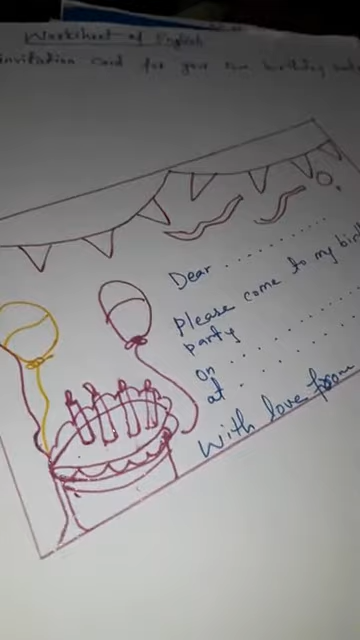 Worksheet of English
invitation card for your own birthday
Dear ...........
Please come to my
party
on ............
at ............
With love from